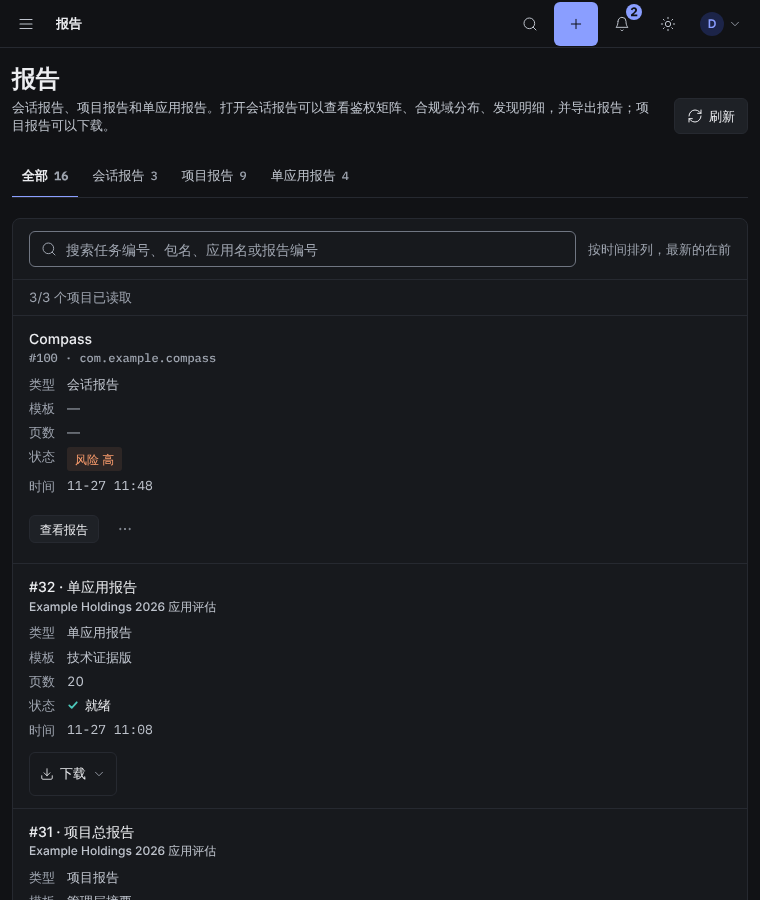 报告
2
D
报告
会话报告、项目报告和单应用报告。打开会话报告可以查看鉴权矩阵、合规域分布、发现明细，并导出报告；项
目报告可以下载。
刷新
全部 16 会话报告 3 项目报告 9 单应用报告 4
搜索任务编号、包名、应用名或报告编号
按时间排列，最新的在前
3/3 个项目已读取
Compass
#100 · com.example.compass
类型 会话报告
模板 —
页数 —
状态 风险 高
时间 11-27 11:48
查看报告 ···
#32 · 单应用报告
Example Holdings 2026 应用评估
类型 单应用报告
模板 技术证据版
页数 20
状态 就绪
时间 11-27 11:08
下载
#31 · 项目总报告
Example Holdings 2026 应用评估
类型 项目报告
模板 管理层摘要